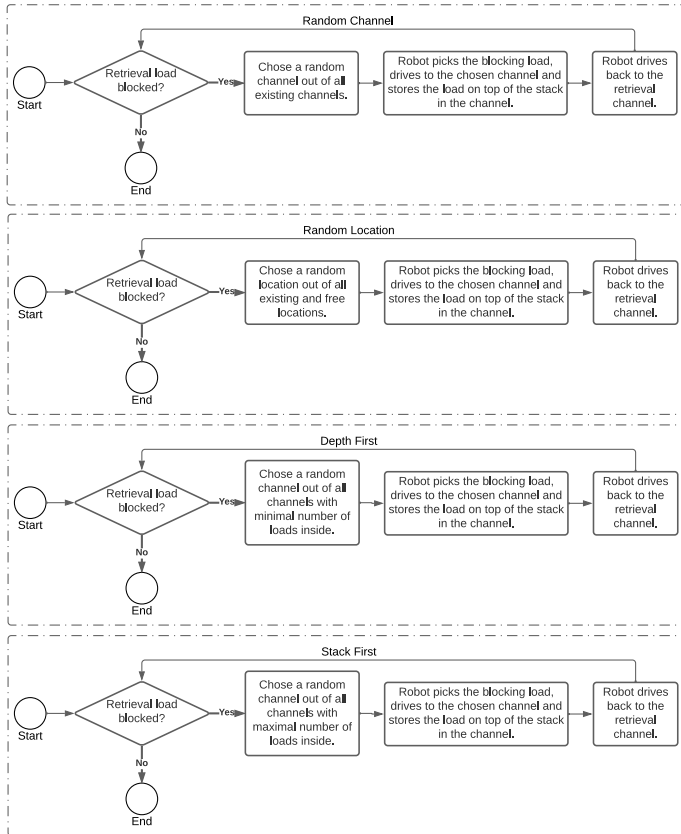 Random Channel
Retrieval load
blocked?
Start
Yes
Chose a random
channel out of all
existing channels.
Robot picks the blocking load,
drives to the chosen channel and
stores the load on top of the stack
in the channel.
Robot drives
back to the
retrieval
channel.
No
End
Random Location
Retrieval load
blocked?
Start
Yes
Chose a random
location out of all
existing and free
locations.
Robot picks the blocking load,
drives to the chosen channel and
stores the load on top of the stack
in the channel.
Robot drives
back to the
retrieval
channel.
No
End
Depth First
Retrieval load
blocked?
Start
Yes
Chose a random
channel out of all
channels with
minimal number of
loads inside.
Robot picks the blocking load,
drives to the chosen channel and
stores the load on top of the stack
in the channel.
Robot drives
back to the
retrieval
channel.
No
End
Stack First
Retrieval load
blocked?
Start
Yes
Chose a random
channel out of all
channels with
maximal number of
loads inside.
Robot picks the blocking load,
drives to the chosen channel and
stores the load on top of the stack
in the channel.
Robot drives
back to the
retrieval
channel.
No
End